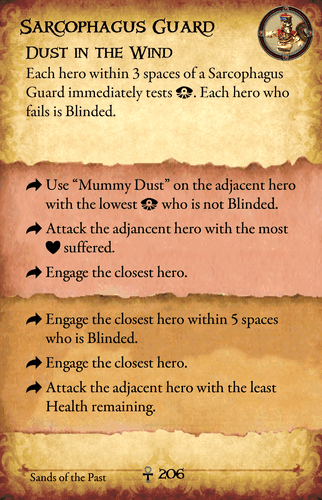 Sarcophagus Guard
Dust in the Wind
Each hero within 3 spaces of a Sarcophagus
Guard immediately tests . Each hero who
fails is Blinded.
Use “Mummy Dust” on the adjacent hero
with the lowest who is not Blinded.
Attack the adjancent hero with the most
suffered.
Engage the closest hero.
Engage the closest hero within 5 spaces
who is Blinded.
Engage the closest hero.
Attack the adjacent hero with the least
Health remaining.
Sands of the Past 206